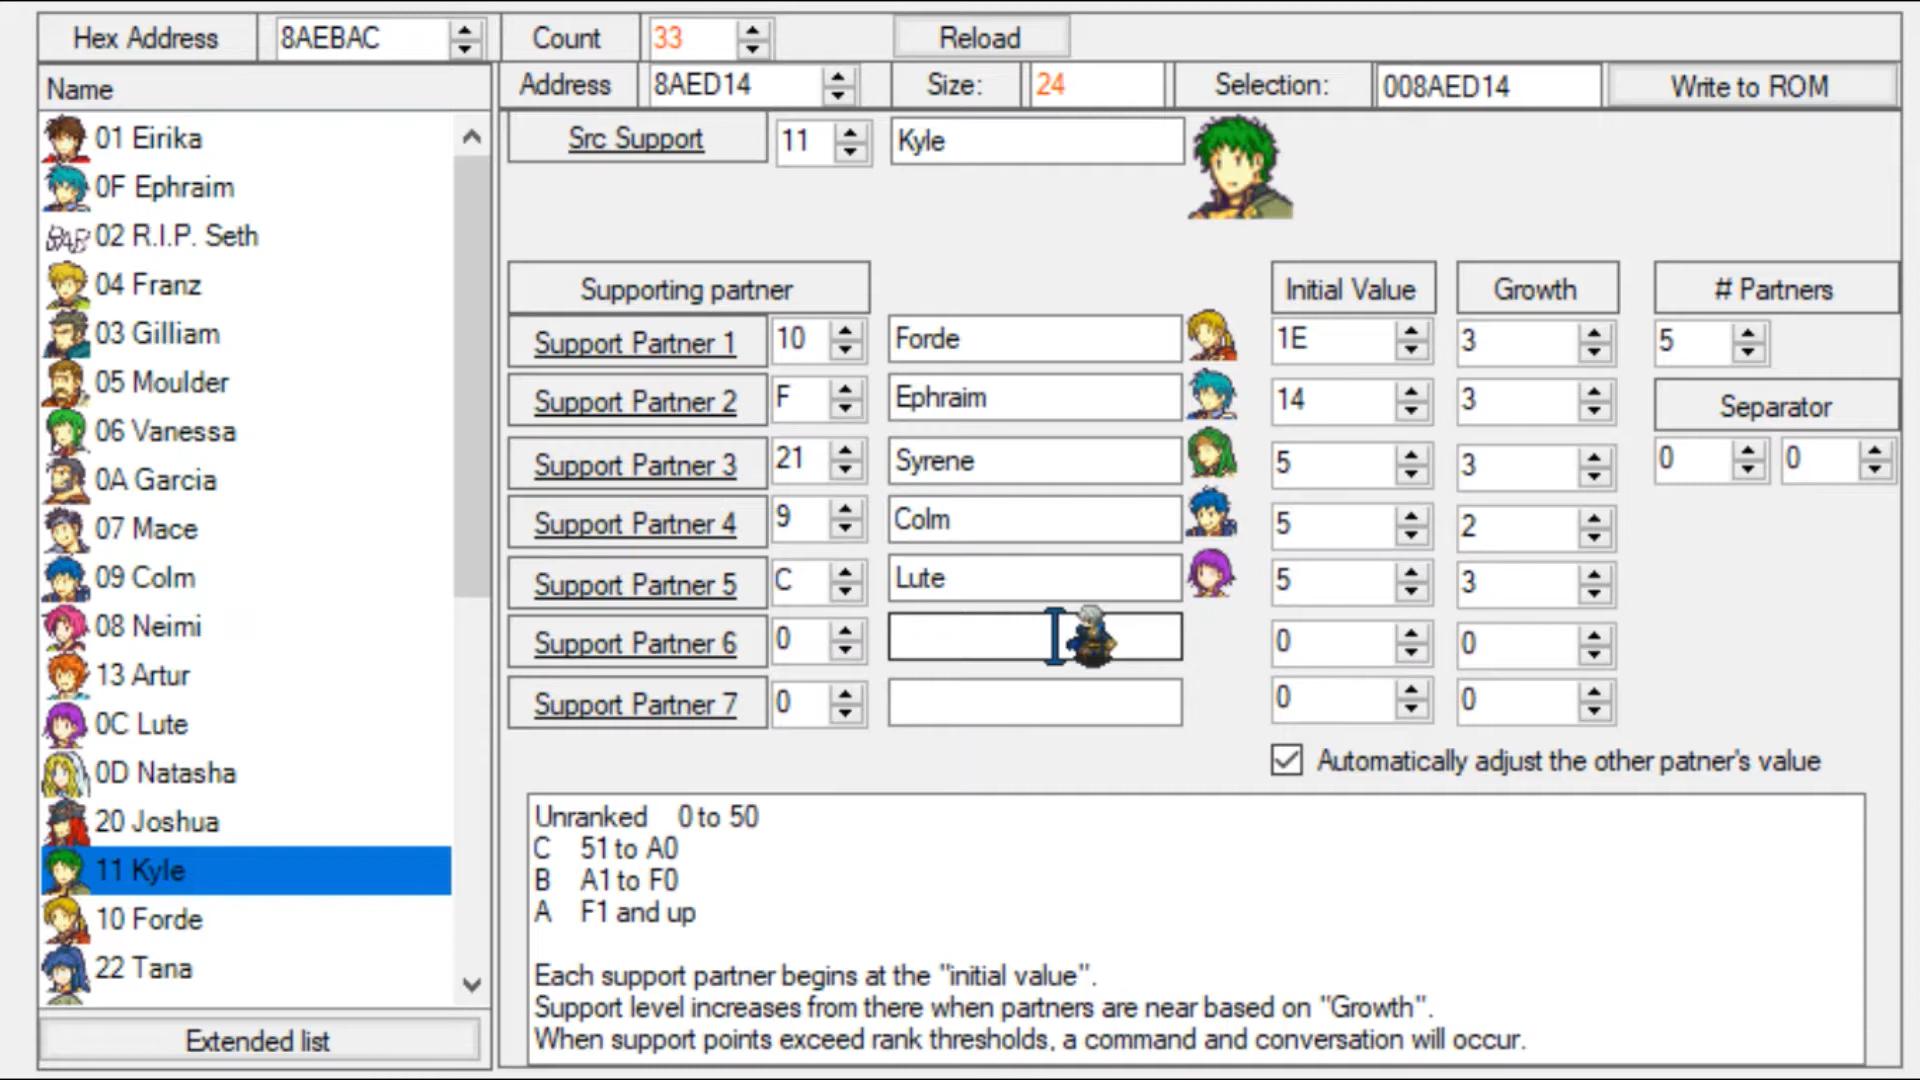 Hex Address 8AEBAC Count 33 Reload
Name
Address 8AED14 Size: 24 Selection: 008AED14 Write to ROM
01 Eirika
0F Ephraim
02 R.I.P. Seth
04 Franz
03 Gilliam
05 Moulder
06 Vanessa
0A Garcia
07 Mace
09 Colm
08 Neimi
13 Artur
0C Lute
0D Natasha
20 Joshua
11 Kyle
10 Forde
22 Tana
Extended list
Src Support 11 Kyle
Supporting partner Initial Value Growth # Partners
Support Partner 1 10 Forde 1E 3 5
Support Partner 2 F Ephraim 14 3 Separator
Support Partner 3 21 Syrene 5 3 0 0
Support Partner 4 9 Colm 5 2
Support Partner 5 C Lute 5 3
Support Partner 6 0 0 0
Support Partner 7 0 0 0
Automatically adjust the other patner's value
Unranked 0 to 50
C 51 to A0
B A1 to F0
A F1 and up
Each support partner begins at the "initial value".
Support level increases from there when partners are near based on "Growth".
When support points exceed rank thresholds, a command and conversation will occur.